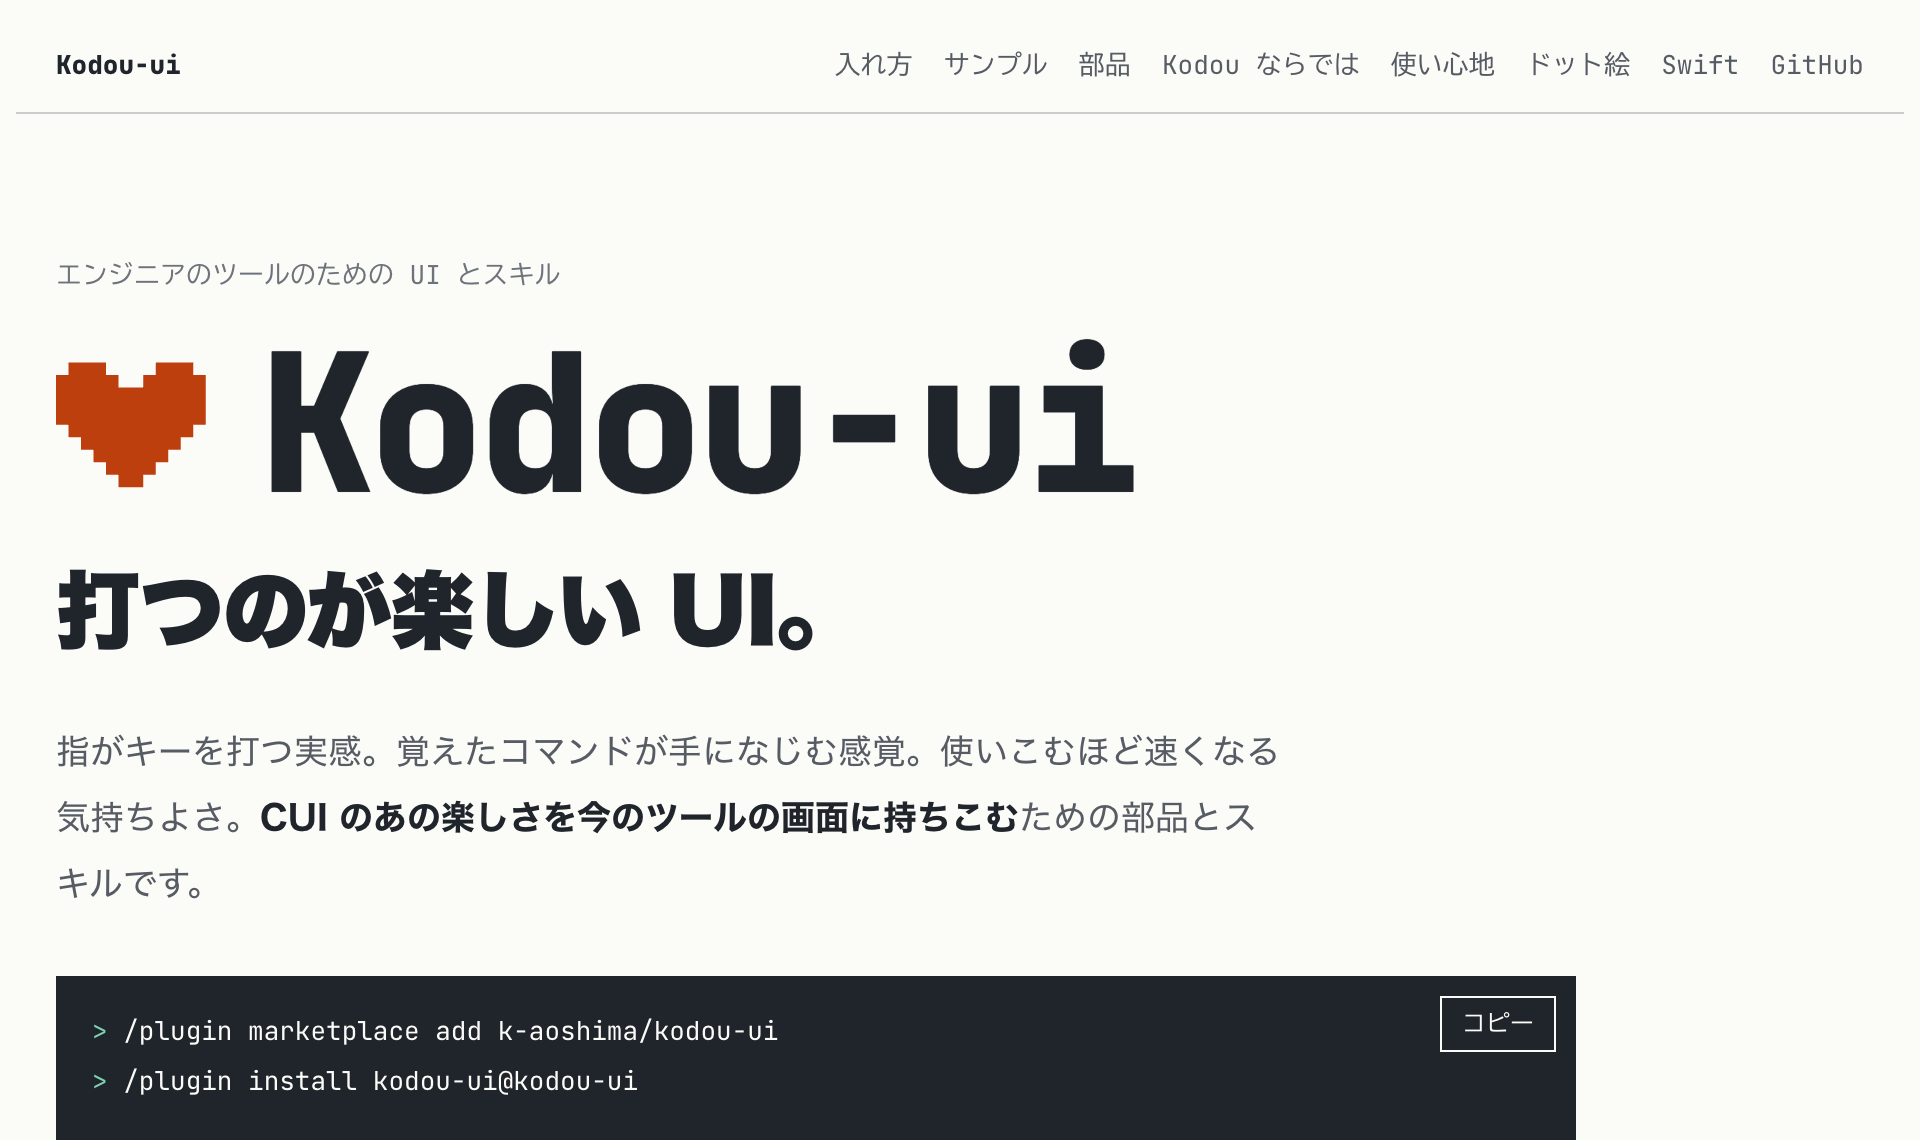 Kodou-ui
入れ方 サンプル 部品 Kodou ならでは 使い心地 ドット絵 Swift GitHub
エンジニアのツールのための UI とスキル
Kodou-ui
打つのが楽しい UI。
指がキーを打つ実感。覚えたコマンドが手になじむ感覚。使いこむほど速くなる
気持ちよさ。CUI のあの楽しさを今のツールの画面に持ちこむための部品とス
キルです。
コピー
> /plugin marketplace add k-aoshima/kodou-ui
> /plugin install kodou-ui@kodou-ui